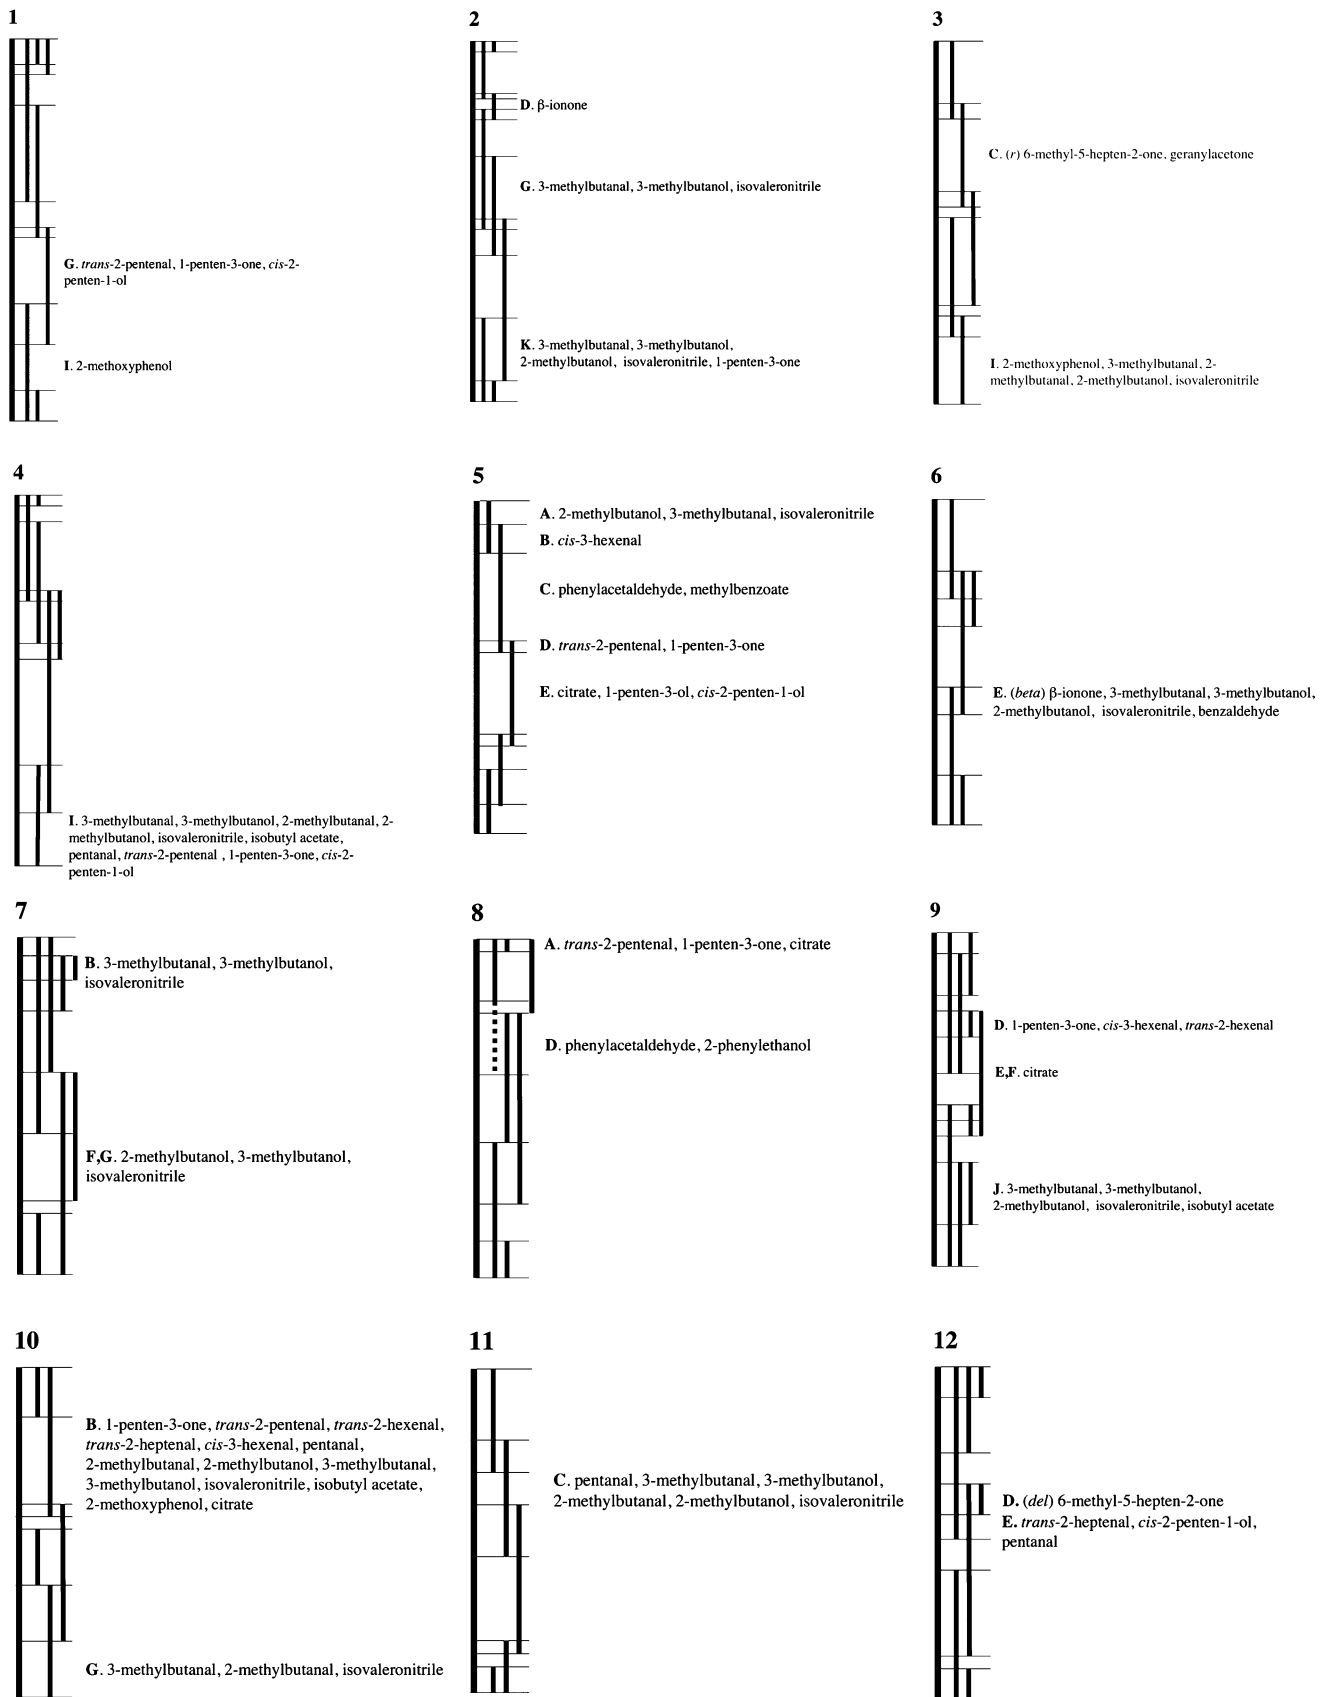 1
G. trans-2-pentenal, 1-penten-3-one, cis-2-
penten-1-ol
I. 2-methoxyphenol
2
D. β-ionone
G. 3-methylbutanal, 3-methylbutanol, isovaleronitrile
K. 3-methylbutanal, 3-methylbutanol,
2-methylbutanol, isovaleronitrile, 1-penten-3-one
3
C. (r) 6-methyl-5-hepten-2-one, geranylacetone
I. 2-methoxyphenol, 3-methylbutanal, 2-
methylbutanal, 2-methylbutanol, isovaleronitrile
4
I. 3-methylbutanal, 3-methylbutanol, 2-methylbutanal, 2-
methylbutanol, isovaleronitrile, isobutyl acetate,
pentanal, trans-2-pentenal , 1-penten-3-one, cis-2-
penten-1-ol
5
A. 2-methylbutanol, 3-methylbutanal, isovaleronitrile
B. cis-3-hexenal
C. phenylacetaldehyde, methylbenzoate
D. trans-2-pentenal, 1-penten-3-one
E. citrate, 1-penten-3-ol, cis-2-penten-1-ol
6
E. (beta) β-ionone, 3-methylbutanal, 3-methylbutanol,
2-methylbutanol, isovaleronitrile, benzaldehyde
7
B. 3-methylbutanal, 3-methylbutanol,
isovaleronitrile
F,G. 2-methylbutanol, 3-methylbutanol,
isovaleronitrile
8
A. trans-2-pentenal, 1-penten-3-one, citrate
D. phenylacetaldehyde, 2-phenylethanol
9
D. 1-penten-3-one, cis-3-hexenal, trans-2-hexenal
E,F. citrate
J. 3-methylbutanal, 3-methylbutanol,
2-methylbutanol, isovaleronitrile, isobutyl acetate
10
B. 1-penten-3-one, trans-2-pentenal, trans-2-hexenal,
trans-2-heptenal, cis-3-hexenal, pentanal,
2-methylbutanal, 2-methylbutanol, 3-methylbutanal,
3-methylbutanol, isovaleronitrile, isobutyl acetate,
2-methoxyphenol, citrate
G. 3-methylbutanal, 2-methylbutanal, isovaleronitrile
11
C. pentanal, 3-methylbutanal, 3-methylbutanol,
2-methylbutanal, 2-methylbutanol, isovaleronitrile
12
D. (del) 6-methyl-5-hepten-2-one
E. trans-2-heptenal, cis-2-penten-1-ol,
pentanal